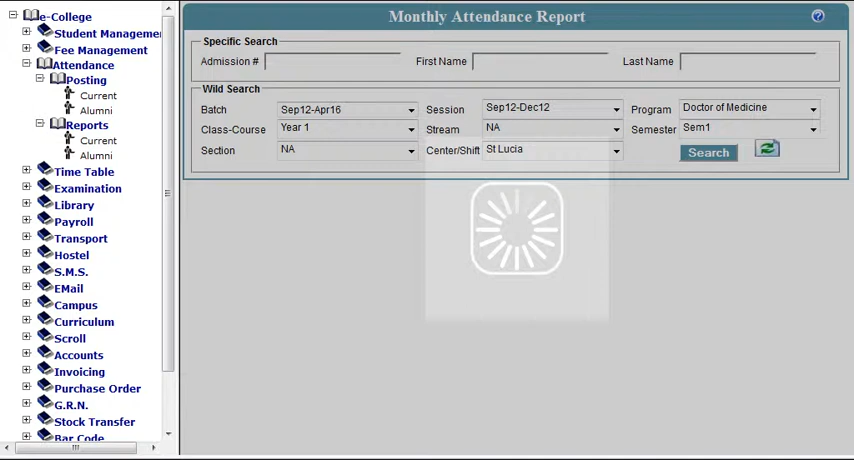 e-College
Student Managemen
Fee Management
Attendance
Posting
Current
Alumni
Reports
Current
Alumni
Time Table
Examination
Library
Payroll
Transport
Hostel
S.M.S.
EMail
Campus
Curriculum
Scroll
Accounts
Invoicing
Purchase Order
G.R.N.
Stock Transfer
Bar Code
Monthly Attendance Report
Specific Search
Admission # First Name Last Name
Wild Search
Batch Sep12-Apr16 Session Sep12-Dec12 Program Doctor of Medicine
Class-Course Year 1 Stream NA Semester Sem1
Section NA Center/Shift St Lucia Search